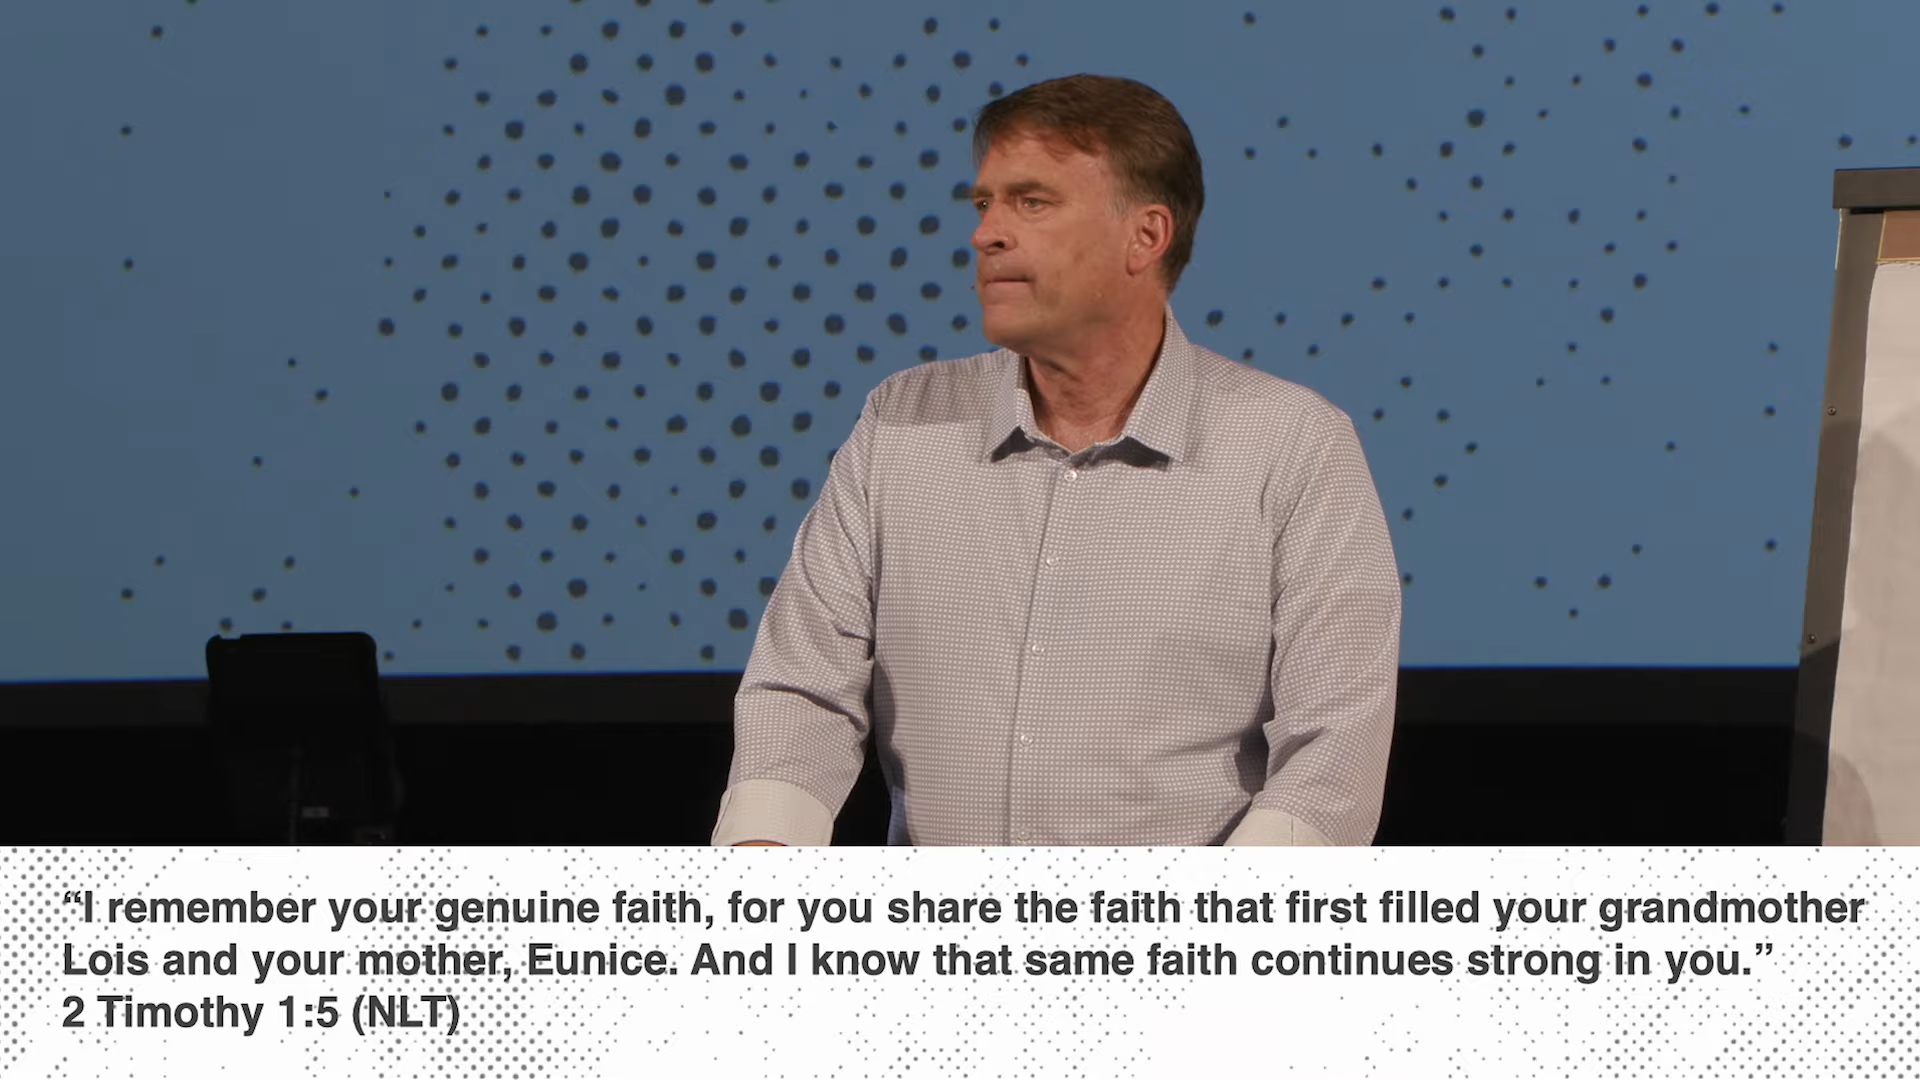 “I remember your genuine faith, for you share the faith that first filled your grandmother
Lois and your mother, Eunice. And I know that same faith continues strong in you.”
2 Timothy 1:5 (NLT)